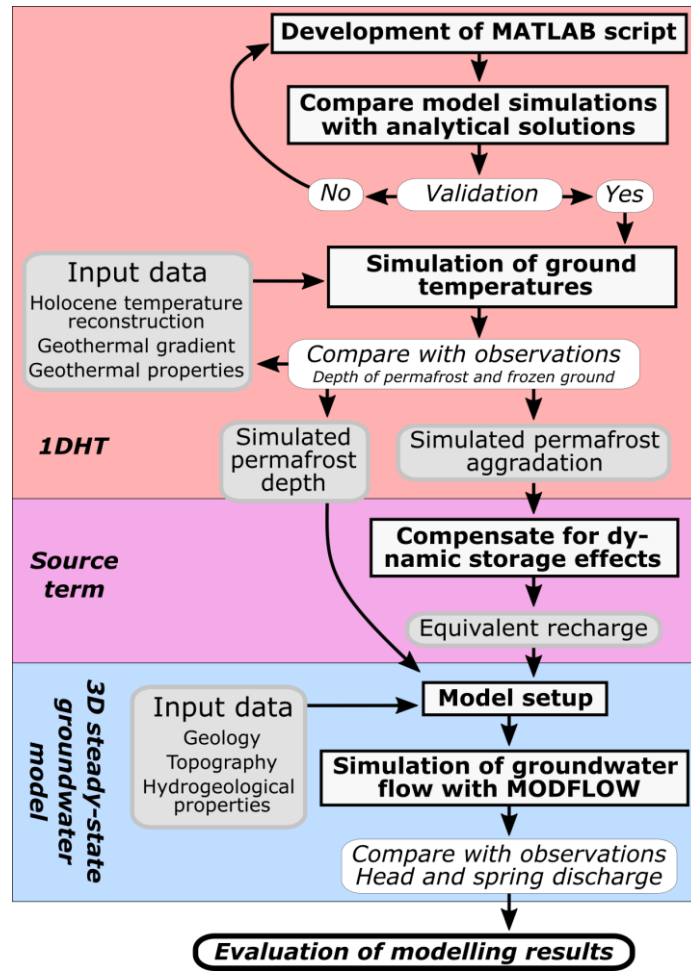 Development of MATLAB script
Compare model simulations
with analytical solutions
No
Validation
Yes
Input data
Holocene temperature
reconstruction
Geothermal gradient
Geothermal properties
Simulation of ground
temperatures
Compare with observations
Depth of permafrost and frozen ground
1DHT
Simulated
permafrost
depth
Simulated permafrost
aggradation
Source
term
Compensate for dy-
namic storage effects
Equivalent recharge
3D steady-state
groundwater
model
Input data
Geology
Topography
Hydrogeological
properties
Model setup
Simulation of groundwater
flow with MODFLOW
Compare with observations
Head and spring discharge
Evaluation of modelling results